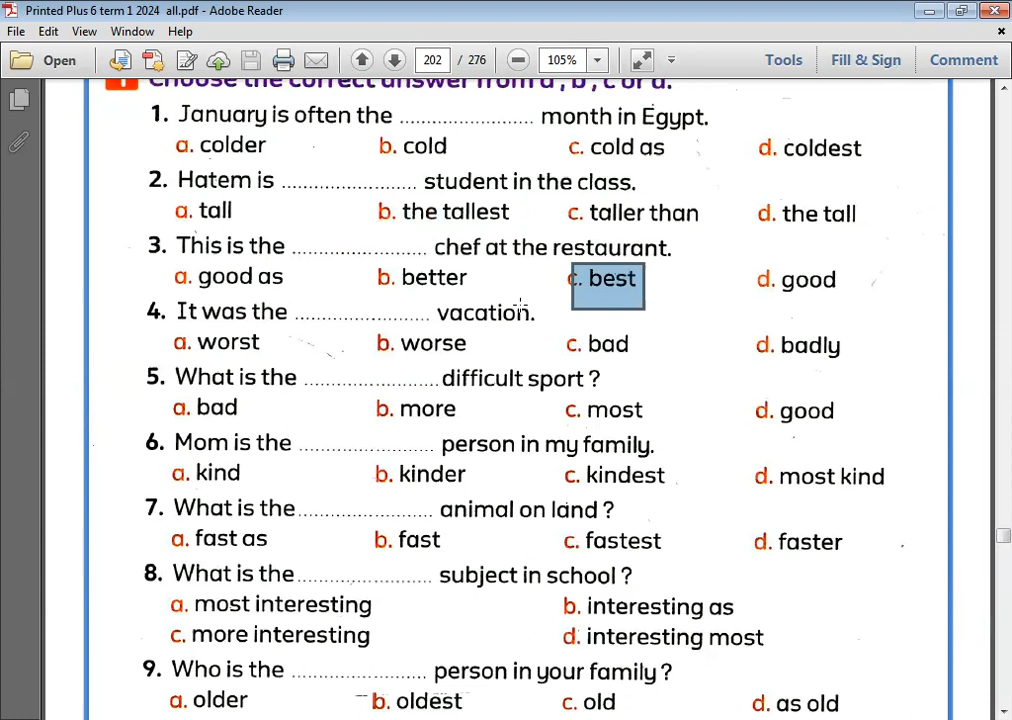 Printed Plus 6 term 1 2024 all.pdf - Adobe Reader
File Edit View Window Help
Open 202 / 276 105% Tools Fill & Sign Comment
1 Choose the correct answer from a , b , c or d.
1. January is often the ........................ month in Egypt.
a. colder b. cold c. cold as d. coldest
2. Hatem is ........................ student in the class.
a. tall b. the tallest c. taller than d. the tall
3. This is the ........................ chef at the restaurant.
a. good as b. better c. best d. good
4. It was the ........................ vacation.
a. worst b. worse c. bad d. badly
5. What is the ........................ difficult sport ?
a. bad b. more c. most d. good
6. Mom is the ........................ person in my family.
a. kind b. kinder c. kindest d. most kind
7. What is the ........................ animal on land ?
a. fast as b. fast c. fastest d. faster
8. What is the ........................ subject in school ?
a. most interesting b. interesting as
c. more interesting d. interesting most
9. Who is the ........................ person in your family ?
a. older b. oldest c. old d. as old